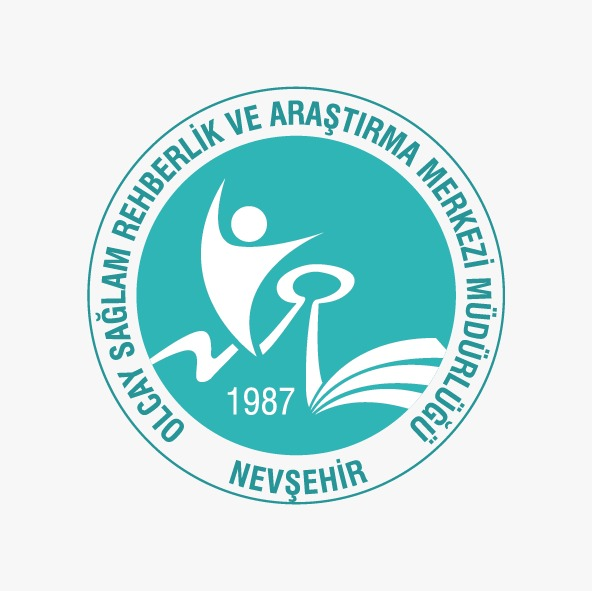 OLCAY SAĞLAM REHBERLİK VE ARAŞTIRMA MERKEZİ MÜDÜRLÜĞÜ
1987
NEVŞEHİR